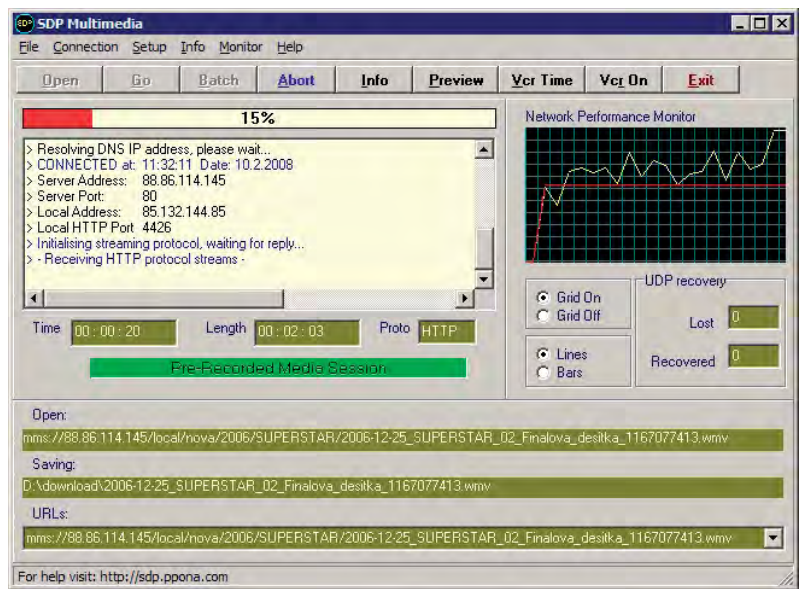 SDP SDP Multimedia
File Connection Setup Info Monitor Help
Open Go Batch Abort Info Preview Vcr Time Vcr On Exit
15%
> Resolving DNS IP address, please wait...
> CONNECTED at: 11:32:11 Date: 10.2.2008
> Server Address: 88.86.114.145
> Server Port: 80
> Local Address: 85.132.144.85
> Local HTTP Port 4426
> Initialising streaming protocol, waiting for reply...
> - Receiving HTTP protocol streams -
Time 00 : 00 : 20 Length 00 : 02 : 03 Proto HTTP
Pre-Recorded Media Session
Network Performance Monitor
Grid On
Grid Off
Lines
Bars
UDP recovery
Lost 0
Recovered 0
Open:
mms://88.86.114.145/local/nova/2006/SUPERSTAR/2006-12-25_SUPERSTAR_02_Finalova_desitka_1167077413.wmv
Saving:
D:\download\2006-12-25_SUPERSTAR_02_Finalova_desitka_1167077413.wmv
URLs:
mms://88.86.114.145/local/nova/2006/SUPERSTAR/2006-12-25_SUPERSTAR_02_Finalova_desitka_1167077413.wmv
For help visit: http://sdp.ppona.com